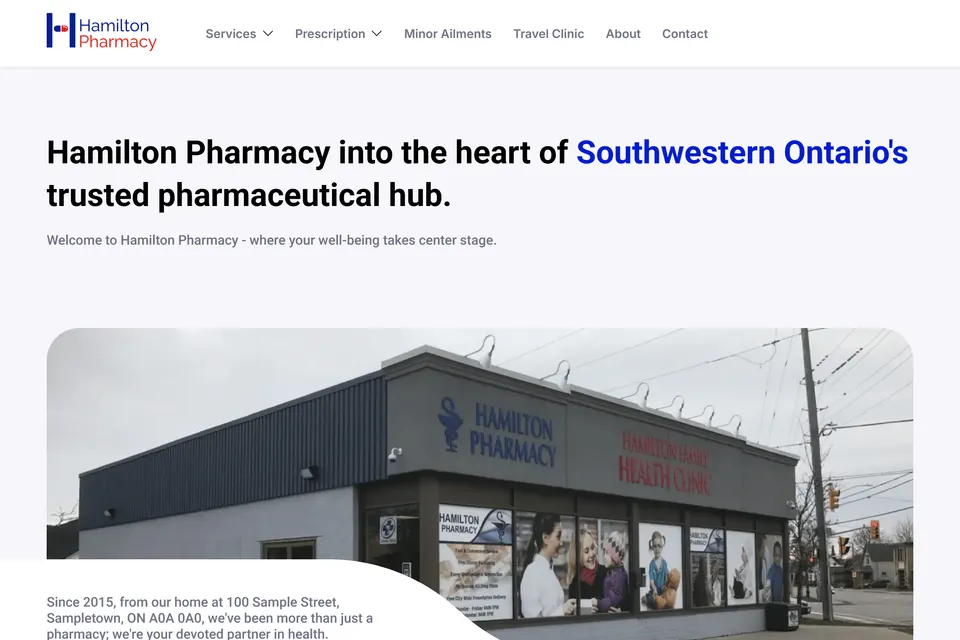 Hamilton
Pharmacy
Services Prescription Minor Ailments Travel Clinic About Contact
Hamilton Pharmacy into the heart of Southwestern Ontario's
trusted pharmaceutical hub.
Welcome to Hamilton Pharmacy - where your well-being takes center stage.
HAMILTON
PHARMACY
HAMILTON FAMILY
HEALTH CLINIC
HAMILTON
PHARMACY
Since 2015, from our home at 100 Sample Street,
Sampletown, ON A0A 0A0, we've been more than just a
pharmacy; we're your devoted partner in health.